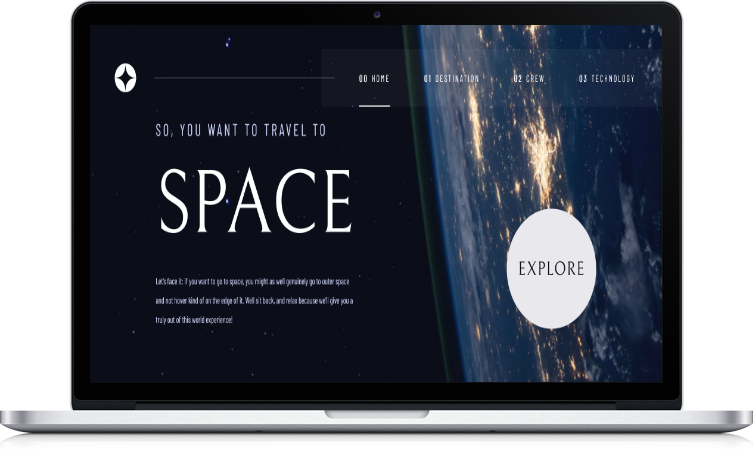 00 HOME
01 DESTINATION
02 CREW
03 TECHNOLOGY
SO, YOU WANT TO TRAVEL TO
SPACE
EXPLORE
Let's face it; if you want to go to space, you might as well genuinely go to outer space
and not hover kind of on the edge of it. Well sit back, and relax because we'll give you a
truly out of this world experience!